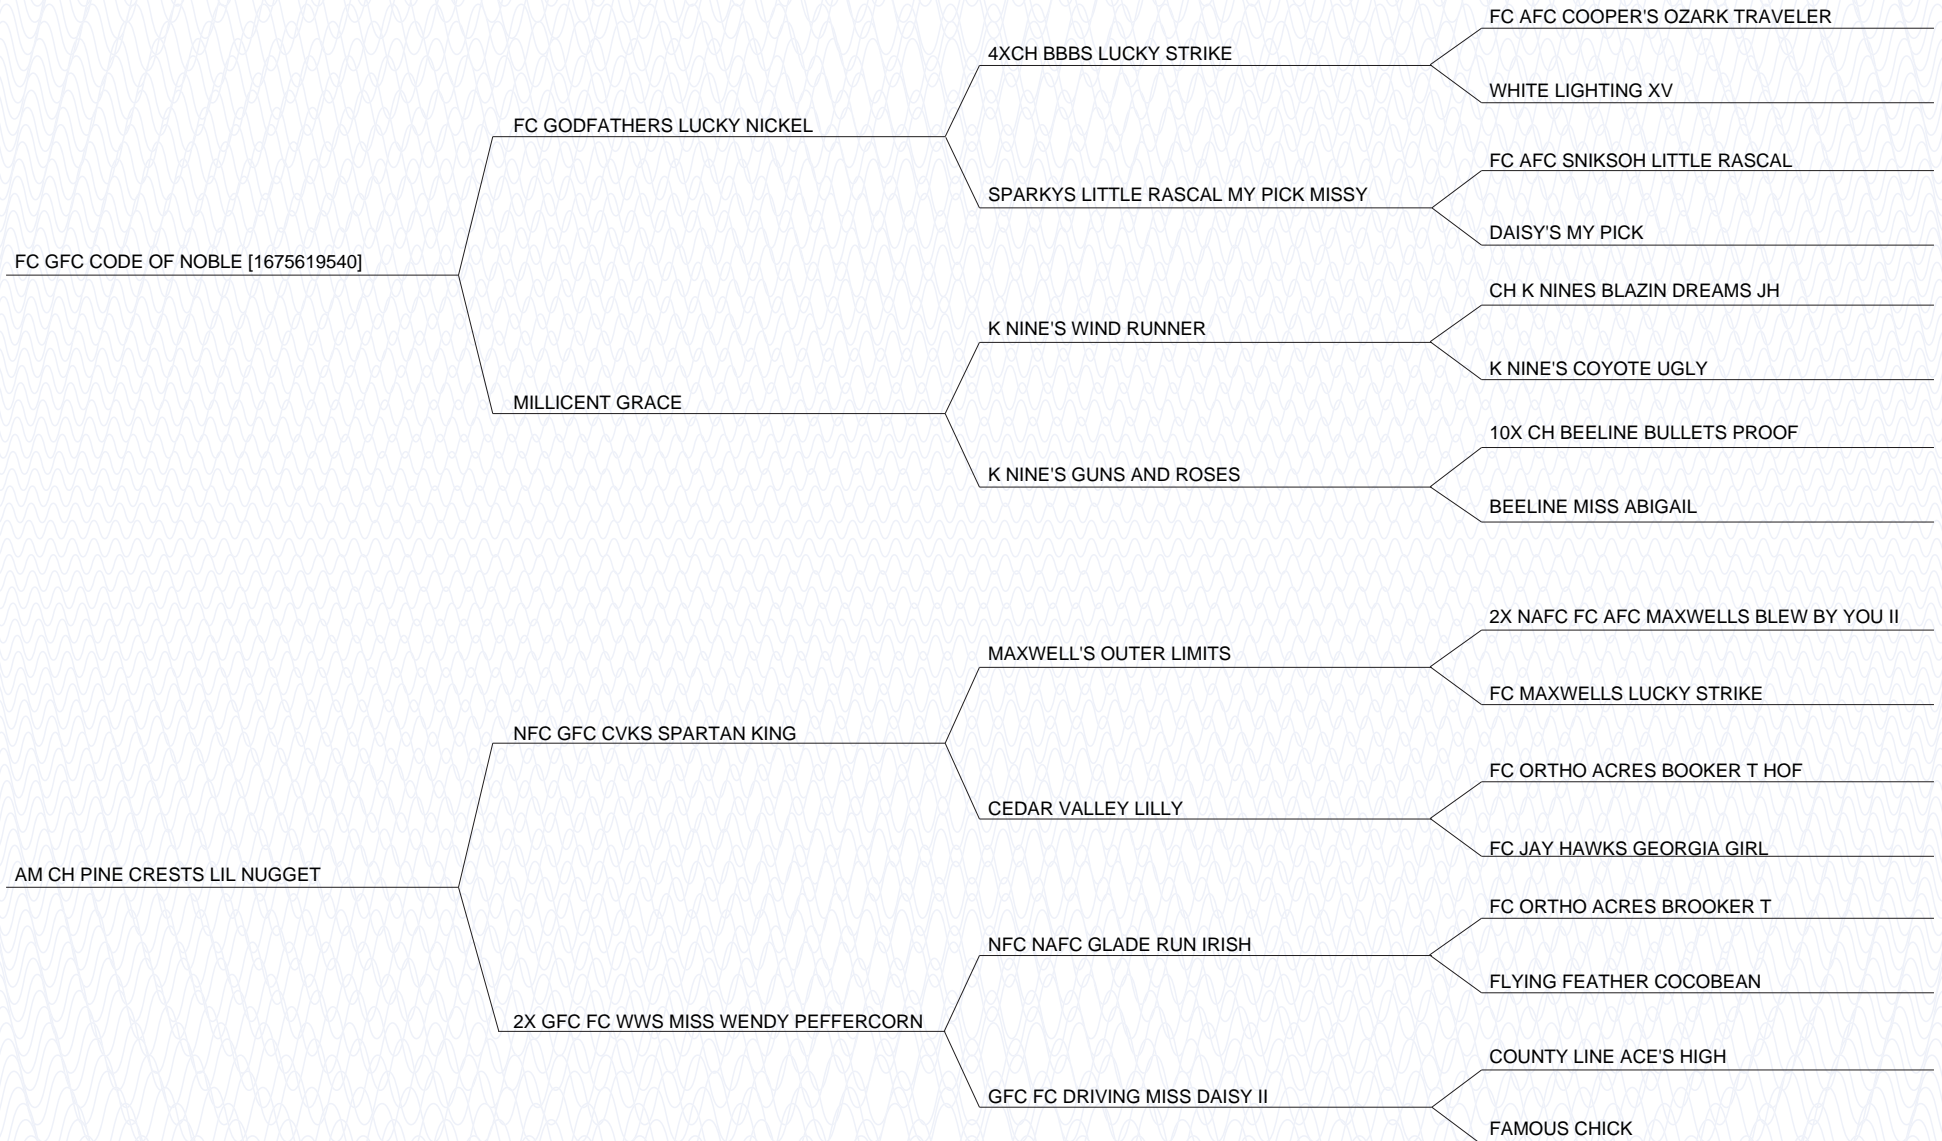 FC AFC COOPER'S OZARK TRAVELER
4XCH BBBS LUCKY STRIKE
WHITE LIGHTING XV
FC GODFATHERS LUCKY NICKEL
FC AFC SNIKSOH LITTLE RASCAL
SPARKYS LITTLE RASCAL MY PICK MISSY
DAISY'S MY PICK
FC GFC CODE OF NOBLE [1675619540]
CH K NINES BLAZIN DREAMS JH
K NINE'S WIND RUNNER
K NINE'S COYOTE UGLY
MILLICENT GRACE
10X CH BEELINE BULLETS PROOF
K NINE'S GUNS AND ROSES
BEELINE MISS ABIGAIL
2X NAFC FC AFC MAXWELLS BLEW BY YOU II
MAXWELL'S OUTER LIMITS
FC MAXWELLS LUCKY STRIKE
NFC GFC CVKS SPARTAN KING
FC ORTHO ACRES BOOKER T HOF
CEDAR VALLEY LILLY
FC JAY HAWKS GEORGIA GIRL
AM CH PINE CRESTS LIL NUGGET
FC ORTHO ACRES BROOKER T
NFC NAFC GLADE RUN IRISH
FLYING FEATHER COCOBEAN
2X GFC FC WWS MISS WENDY PEFFERCORN
COUNTY LINE ACE'S HIGH
GFC FC DRIVING MISS DAISY II
FAMOUS CHICK